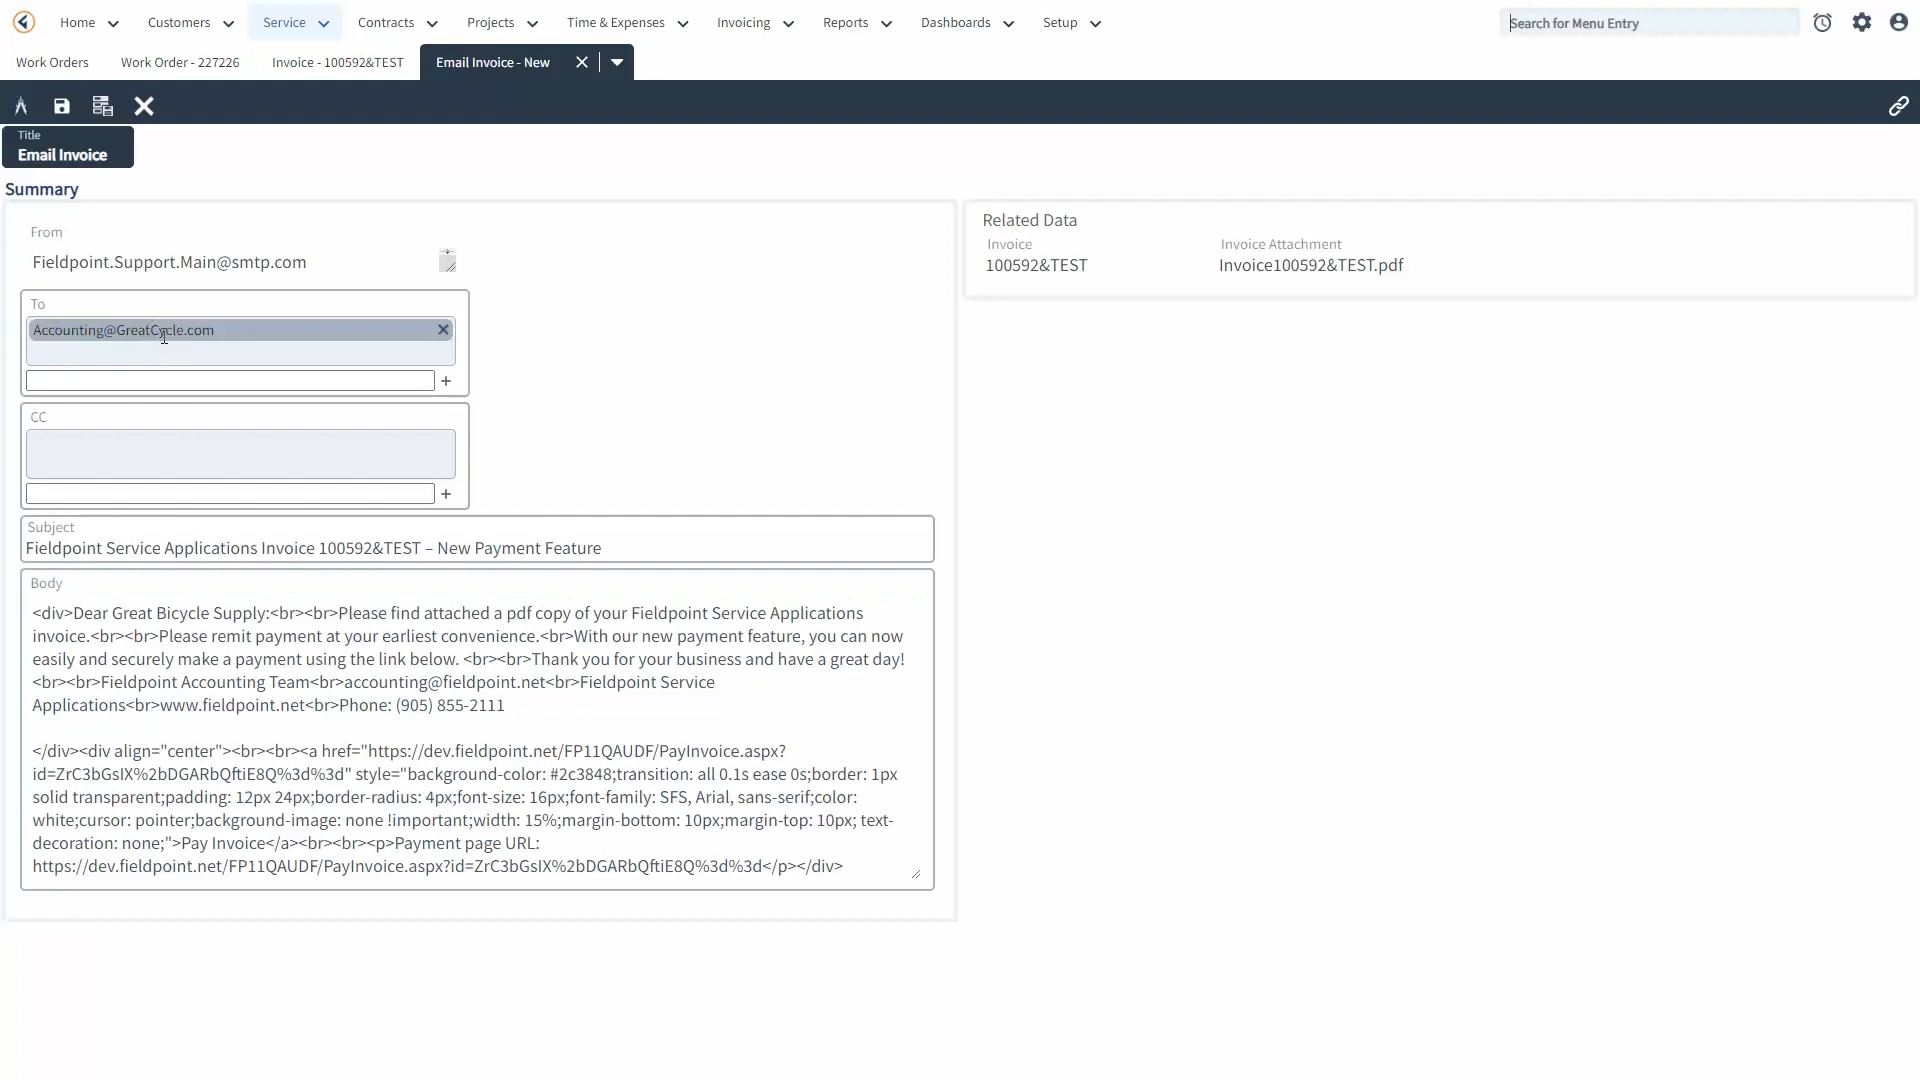 Home Customers Service Contracts Projects Time & Expenses Invoicing Reports Dashboards Setup Search for Menu Entry
Work Orders Work Order - 227226 Invoice - 100592&TEST Email Invoice - New
Title
Email Invoice
Summary
From
Fieldpoint.Support.Main@smtp.com
To
Accounting@GreatCycle.com
+
CC
+
Subject
Fieldpoint Service Applications Invoice 100592&TEST – New Payment Feature
Body
<div>Dear Great Bicycle Supply:<br><br>Please find attached a pdf copy of your Fieldpoint Service Applications
invoice.<br><br>Please remit payment at your earliest convenience.<br>With our new payment feature, you can now
easily and securely make a payment using the link below. <br><br>Thank you for your business and have a great day!
<br><br>Fieldpoint Accounting Team<br>accounting@fieldpoint.net<br>Fieldpoint Service
Applications<br>www.fieldpoint.net<br>Phone: (905) 855-2111
</div><div align="center"><br><br><a href="https://dev.fieldpoint.net/FP11QAUDF/PayInvoice.aspx?
id=ZrC3bGsIX%2bDGARbQftiE8Q%3d%3d" style="background-color: #2c3848;transition: all 0.1s ease 0s;border: 1px
solid transparent;padding: 12px 24px;border-radius: 4px;font-size: 16px;font-family: SFS, Arial, sans-serif;color:
white;cursor: pointer;background-image: none !important;width: 15%;margin-bottom: 10px;margin-top: 10px; text-
decoration: none;">Pay Invoice</a><br><br><p>Payment page URL:
https://dev.fieldpoint.net/FP11QAUDF/PayInvoice.aspx?id=ZrC3bGsIX%2bDGARbQftiE8Q%3d%3d</p></div>
Related Data
Invoice Invoice Attachment
100592&TEST Invoice100592&TEST.pdf